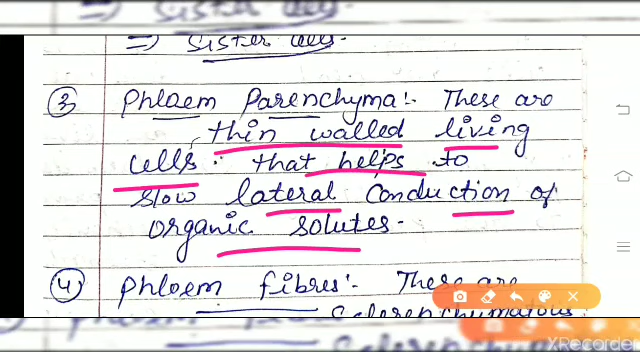 ⇒ Sister cells.
③ Phloem Parenchyma:- These are
thin walled living
cells. that helps to
slow lateral conduction of
organic solutes.
④ Phloem fibres:- These are
Sclerenchymatous
XRecorder